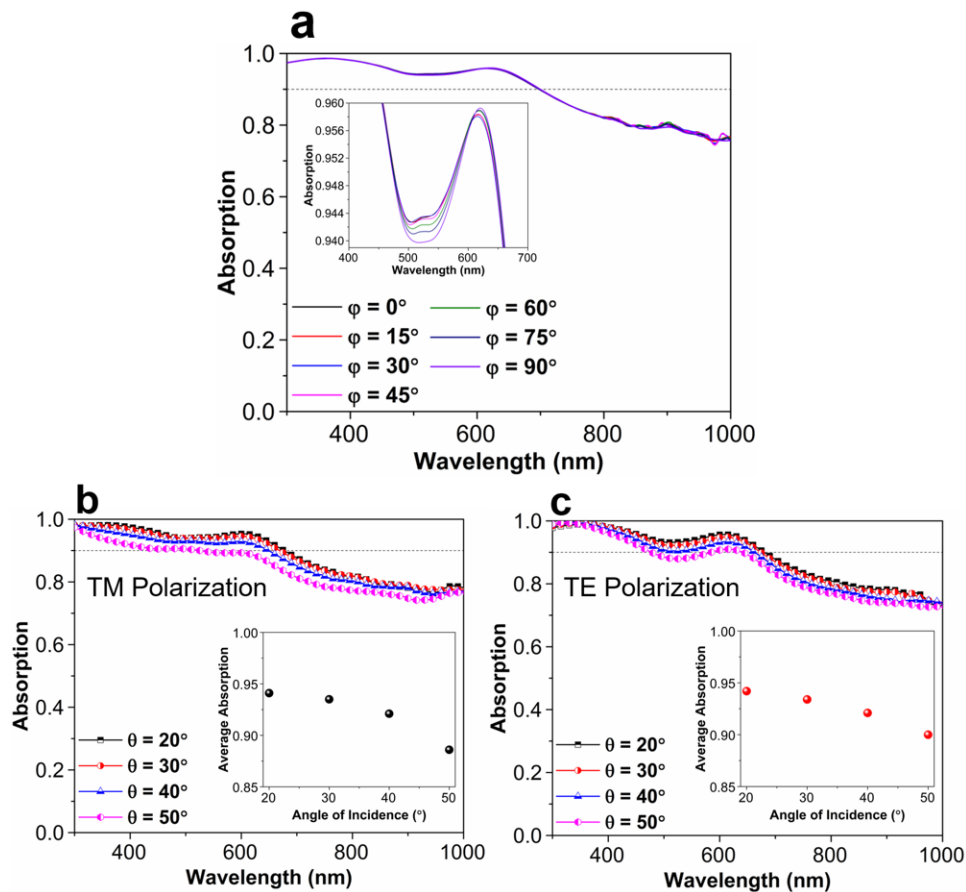 a
1.0
0.8
0.6
0.4
0.2
0.0
Absorption
0.960
0.956
0.952
0.948
0.944
0.940
Absorption
400 500 600 700
Wavelength (nm)
φ = 0°
φ = 15°
φ = 30°
φ = 45°
φ = 60°
φ = 75°
φ = 90°
400 600 800 1000
Wavelength (nm)
b
1.0
0.8
0.6
0.4
0.2
0.0
Absorption
TM Polarization
1.00
0.95
0.90
0.85
Average Absorption
20 30 40 50
Angle of Incidence (°)
θ = 20°
θ = 30°
θ = 40°
θ = 50°
400 600 800 1000
Wavelength (nm)
c
1.0
0.8
0.6
0.4
0.2
0.0
Absorption
TE Polarization
1.00
0.95
0.90
0.85
Average Absorption
20 30 40 50
Angle of Incidence (°)
θ = 20°
θ = 30°
θ = 40°
θ = 50°
400 600 800 1000
Wavelength (nm)